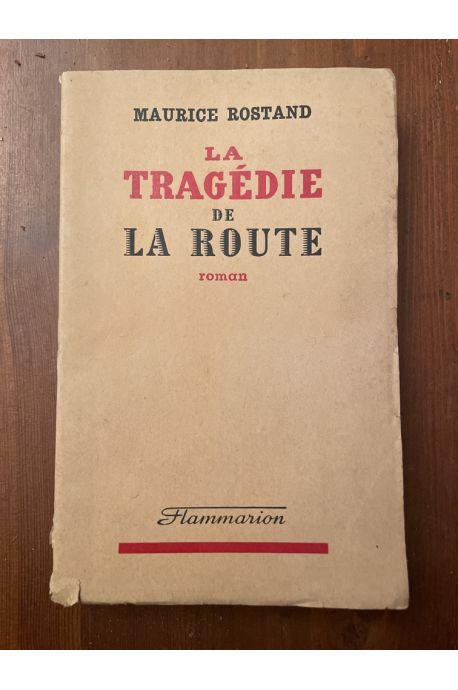 MAURICE ROSTAND
LA
TRAGÉDIE
DE
LA ROUTE
roman
Flammarion